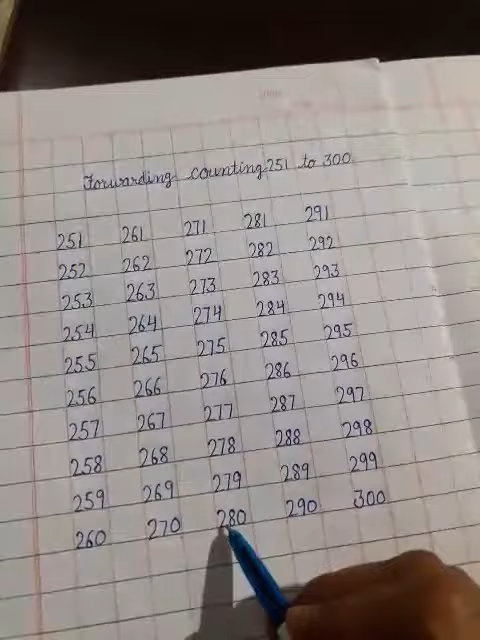 Forwarding counting 251 to 300.
251 261 271 281 291
252 262 272 282 292
253 263 273 283 293
254 264 274 284 294
255 265 275 285 295
256 266 276 286 296
257 267 277 287 297
258 268 278 288 298
259 269 279 289 299
260 270 280 290 300